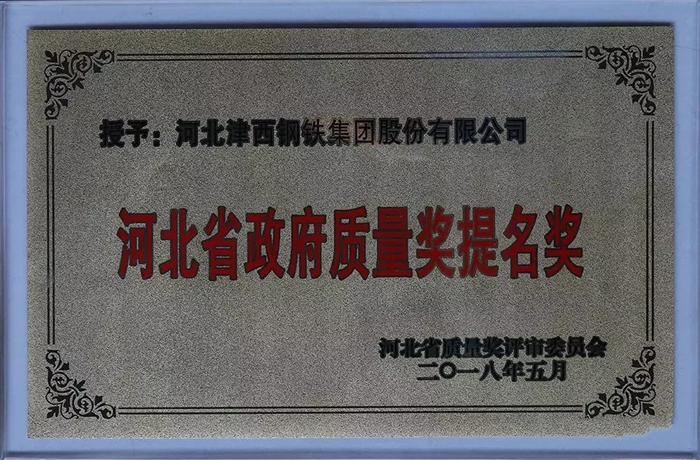 授予：河北津西钢铁集团股份有限公司
河北省政府质量奖提名奖
河北省质量奖评审委员会
二〇一八年五月